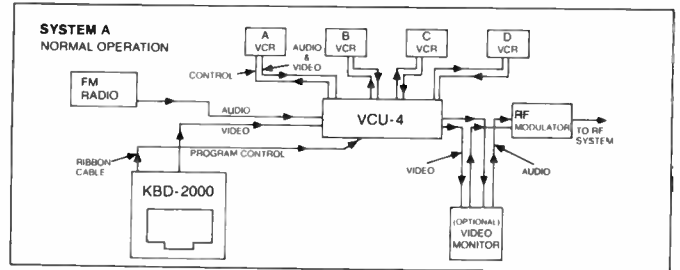 SYSTEM A
NORMAL OPERATION
A
VCR
AUDIO
&
VIDEO
B
VCR
C
VCR
D
VCR
CONTROL
FM
RADIO
AUDIO
VIDEO
VCU-4
RF
MODULATOR
TO RF
SYSTEM
RIBBON
CABLE
PROGRAM CONTROL
VIDEO
AUDIO
KBD-2000
(OPTIONAL)
VIDEO
MONITOR